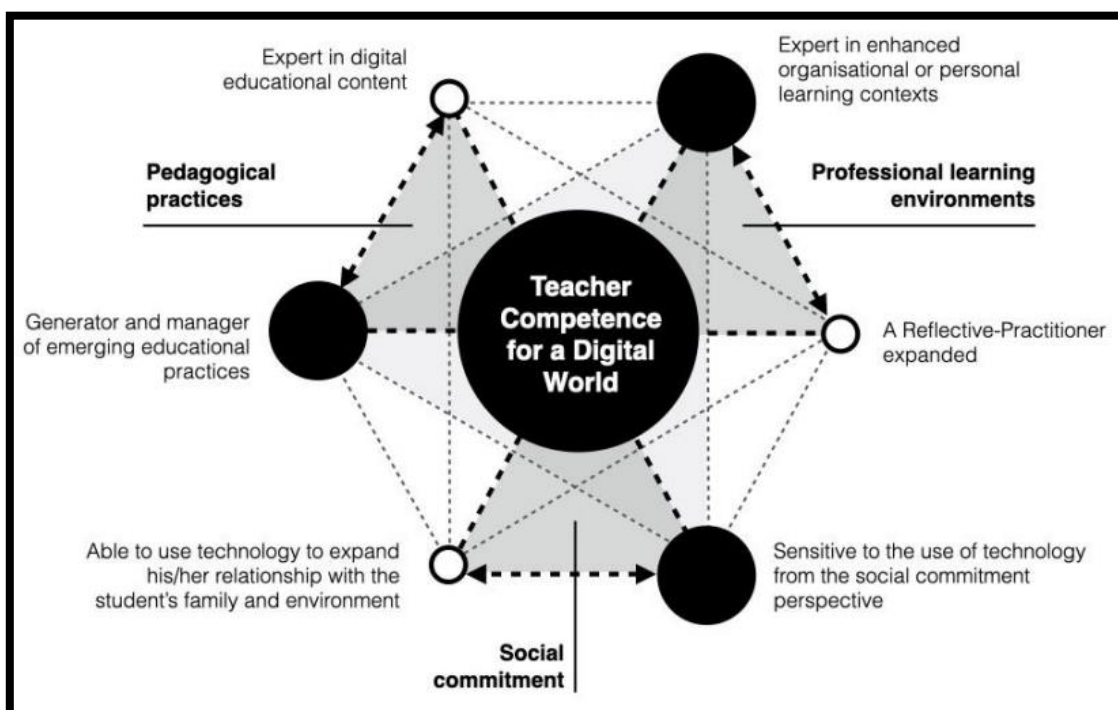 Expert in digital
educational content
Expert in enhanced
organisational or personal
learning contexts
Pedagogical
practices
Professional learning
environments
Teacher
Competence
for a Digital
World
Generator and manager
of emerging educational
practices
A Reflective-Practitioner
expanded
Able to use technology to expand
his/her relationship with the
student's family and environment
Sensitive to the use of technology
from the social commitment
perspective
Social
commitment